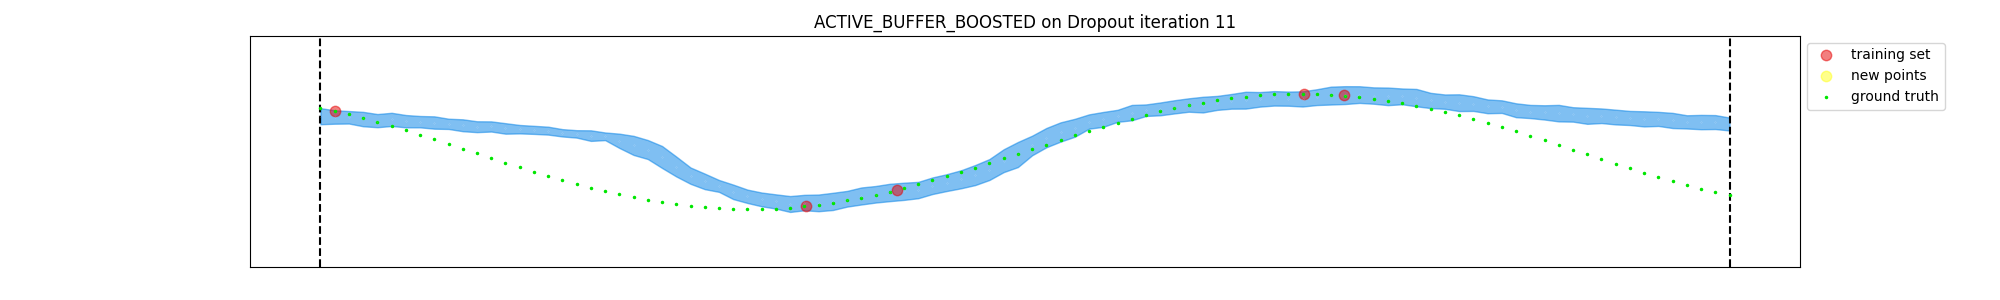 ACTIVE_BUFFER_BOOSTED on Dropout iteration 11
training set
new points
ground truth